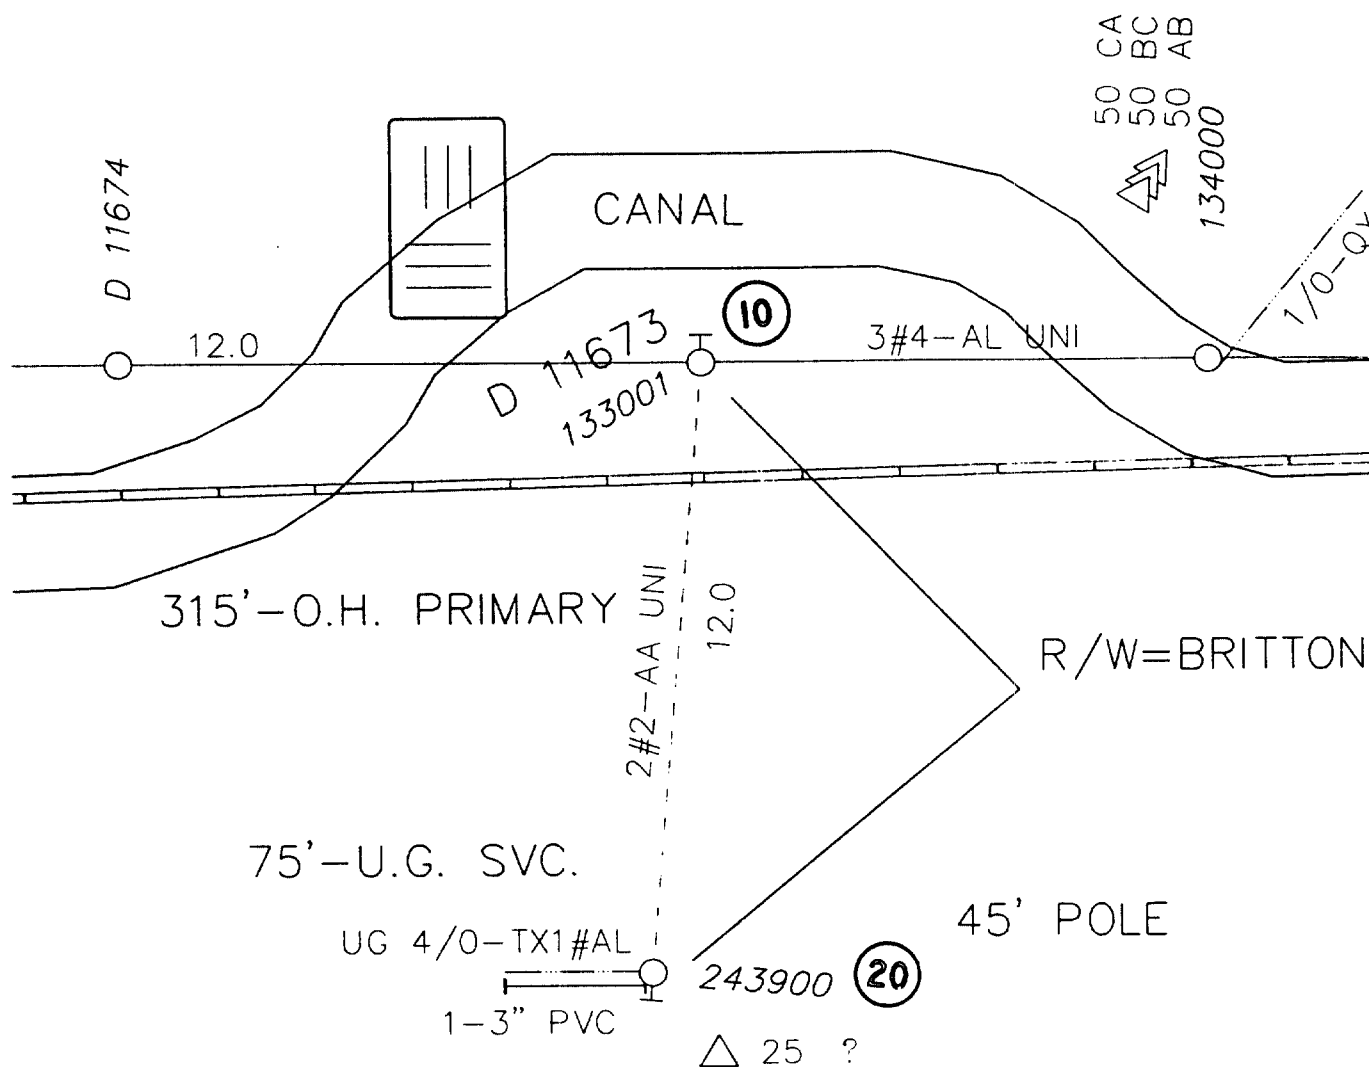 50 CA
50 BC
50 AB
134000
D 11674
CANAL
10
12.0
D 11673
133001
3#4-AL UNI
1/0-Q
315'-O.H. PRIMARY
2#2-AA UNI
12.0
R/W=BRITTON
75'-U.G. SVC.
45' POLE
UG 4/0-TX1#AL
243900
20
1-3" PVC
25 ?